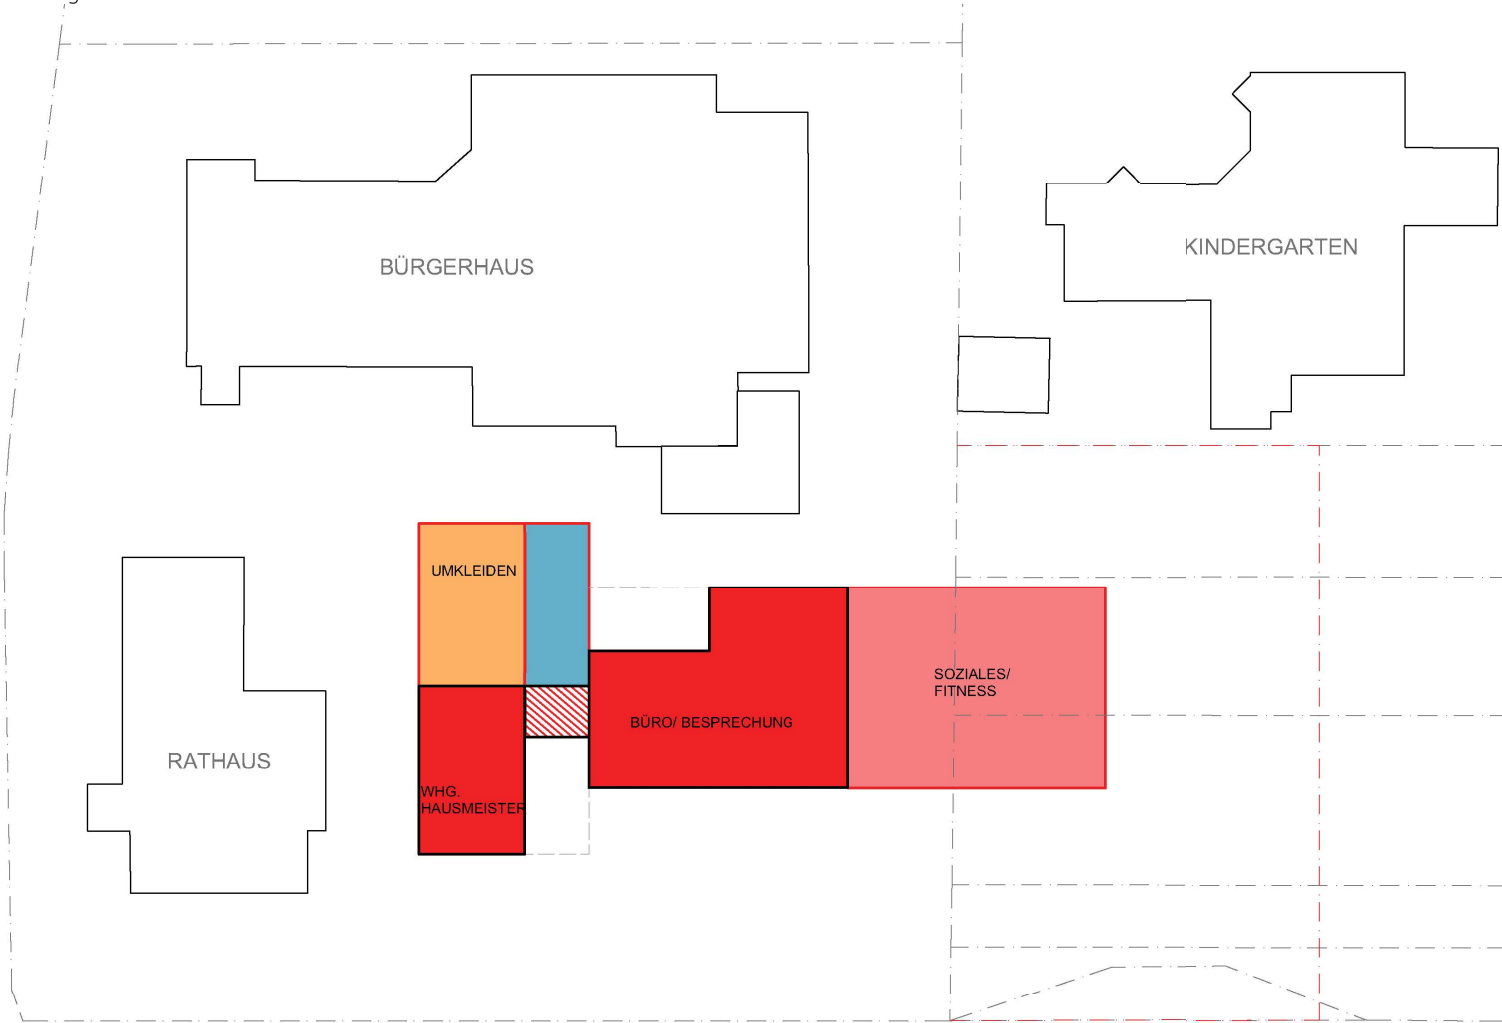 BÜRGERHAUS
KINDERGARTEN
UMKLEIDEN
SOZIALES/
FITNESS
BÜRO/ BESPRECHUNG
RATHAUS
WHG.
HAUSMEISTER